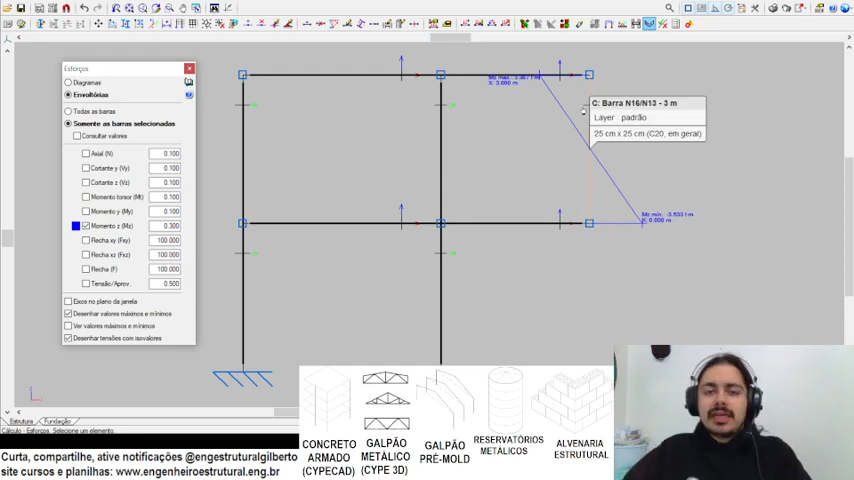 Esforços
Diagramas
Envoltórias
Todas as barras
Somente as barras selecionadas
Consultar valores
Axial (N) 0.100
Cortante y (Vy) 0.100
Cortante z (Vz) 0.100
Momento torsor (Mt) 0.100
Momento y (My) 0.100
Momento z (Mz) 0.300
Flecha xy (Fxy) 100.000
Flecha xz (Fxz) 100.000
Flecha (F) 100.000
Tensão/Aprov. 0.500
Eixos no plano da janela
Desenhar valores máximos e mínimos
Ver valores máximos e mínimos
Desenhar tensões com isovalores
X: 3.000 m
C: Barra N16/N13 - 3 m
Layer : padrão
25 cm x 25 cm (C20, em geral)
Mz mín: -3.533 t·m
X: 0.000 m
Estrutura Fundação
Cálculo - Esforços. Selecione um elemento.
Curta, compartilhe, ative notificações @engestruturalgilberto
site cursos e planilhas: www.engenheiroestrutural.eng.br
CONCRETO
ARMADO
(CYPECAD)
GALPÃO
METÁLICO
(CYPE 3D)
GALPÃO
PRÉ-MOLD
RESERVATÓRIOS
METÁLICOS
ALVENARIA
ESTRUTURAL